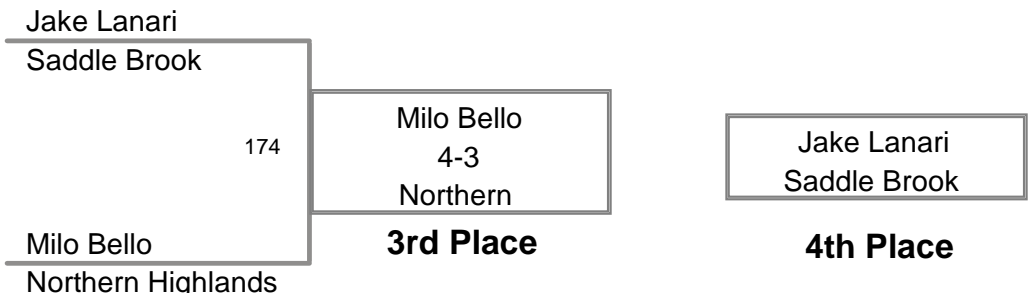 Jake Lanari
Saddle Brook
174
Milo Bello
Northern Highlands
Milo Bello
4-3
Northern
3rd Place
Jake Lanari
Saddle Brook
4th Place